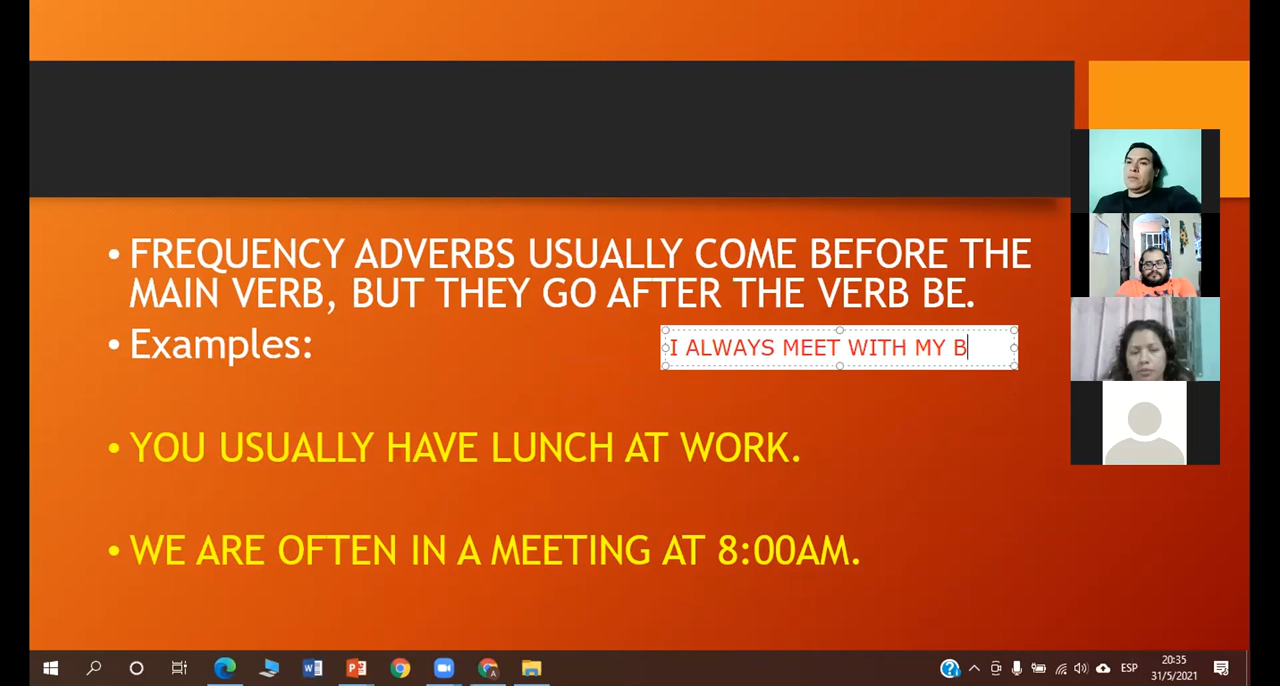 • FREQUENCY ADVERBS USUALLY COME BEFORE THE
MAIN VERB, BUT THEY GO AFTER THE VERB BE.
• Examples:
I ALWAYS MEET WITH MY B
• YOU USUALLY HAVE LUNCH AT WORK.
• WE ARE OFTEN IN A MEETING AT 8:00AM.
ESP
20:35
31/5/2021